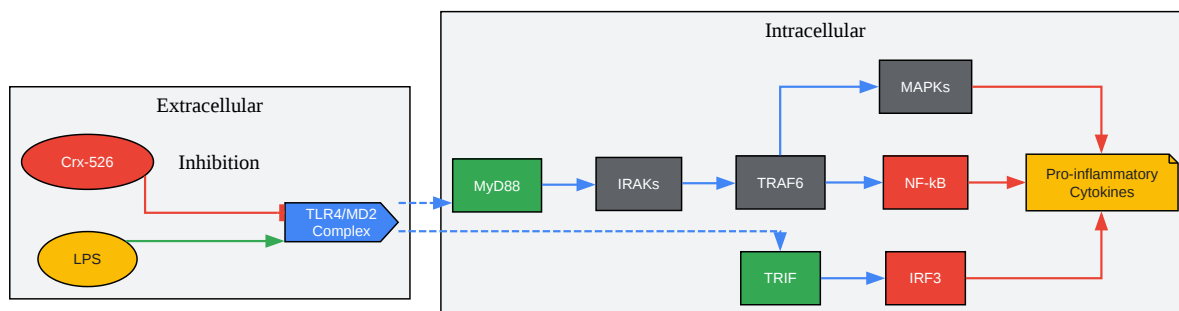 Extracellular
Crx-526
Inhibition
LPS
TLR4/MD2
Complex
Intracellular
MyD88
IRAKs
TRAF6
MAPKs
NF-kB
TRIF
IRF3
Pro-inflammatory
Cytokines